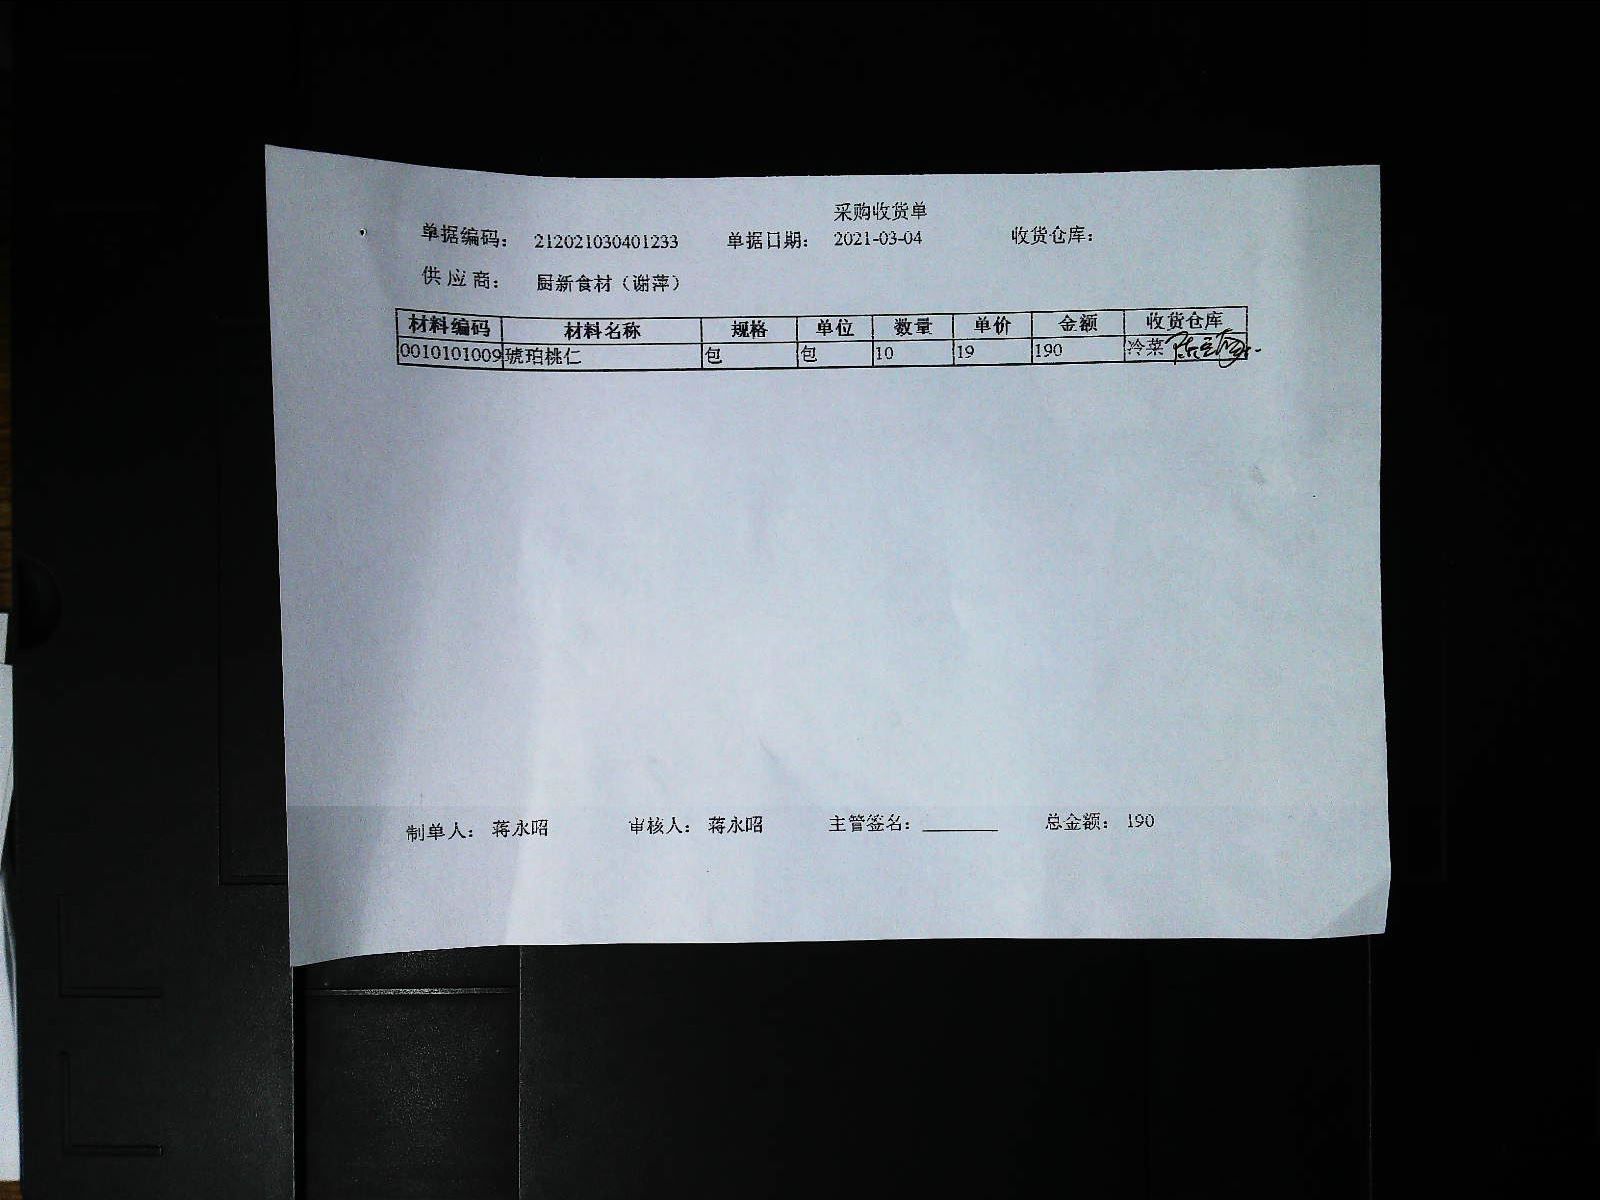 采购收货单
单据编码： 212021030401233 单据日期： 2021-03-04 收货仓库：
供应商： 厨新食材（谢萍）
材料编码 材料名称 规格 单位 数量 单价 金额 收货仓库
0010101009 琥珀桃仁 包 包 10 19 190 冷菜
制单人： 蒋永昭 审核人： 蒋永昭 主管签名：________ 总金额： 190